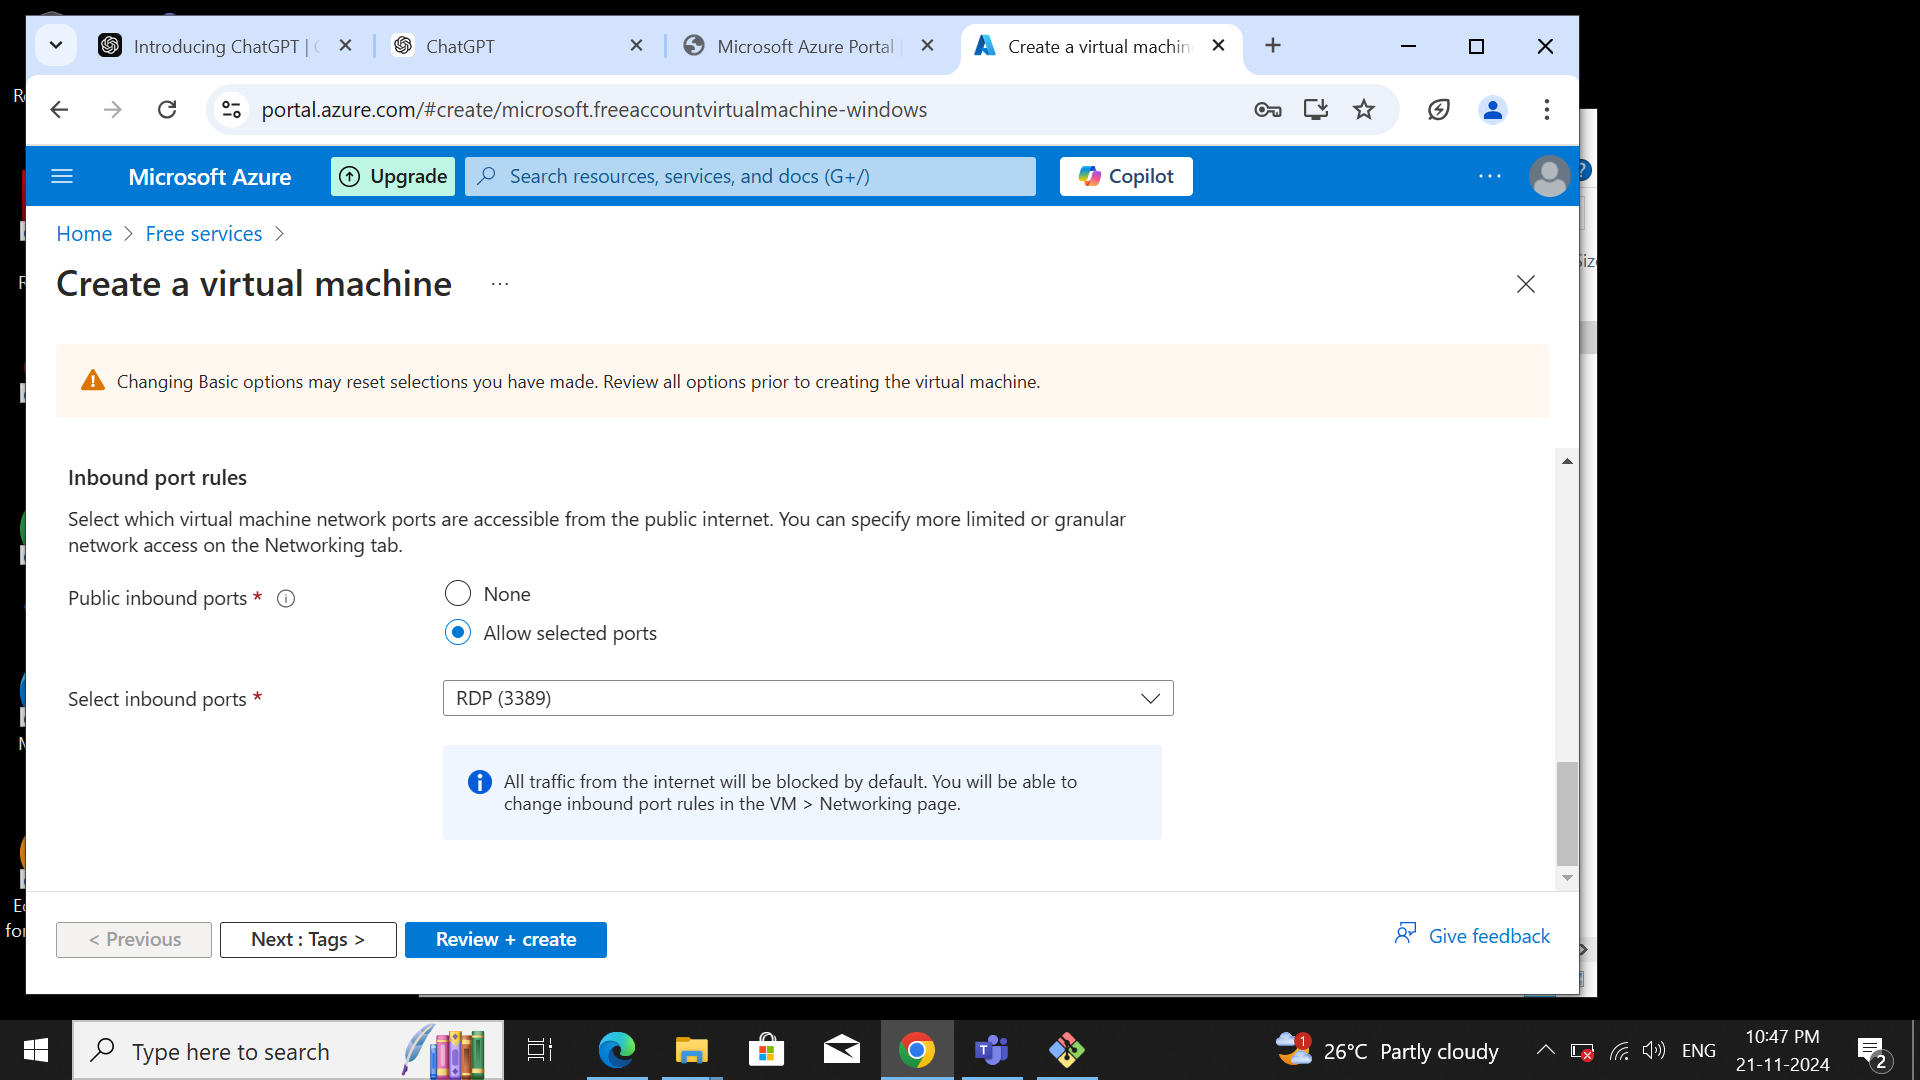 Introducing ChatGPT |
ChatGPT
Microsoft Azure Portal
Create a virtual machin
portal.azure.com/#create/microsoft.freeaccountvirtualmachine-windows
Microsoft Azure
Upgrade
Search resources, services, and docs (G+/)
Copilot
Home > Free services >
Create a virtual machine ...
Changing Basic options may reset selections you have made. Review all options prior to creating the virtual machine.
Inbound port rules
Select which virtual machine network ports are accessible from the public internet. You can specify more limited or granular
network access on the Networking tab.
Public inbound ports *
None
Allow selected ports
Select inbound ports *
RDP (3389)
All traffic from the internet will be blocked by default. You will be able to
change inbound port rules in the VM > Networking page.
< Previous
Next : Tags >
Review + create
Give feedback
Type here to search
1
26°C Partly cloudy
ENG
10:47 PM
21-11-2024
2